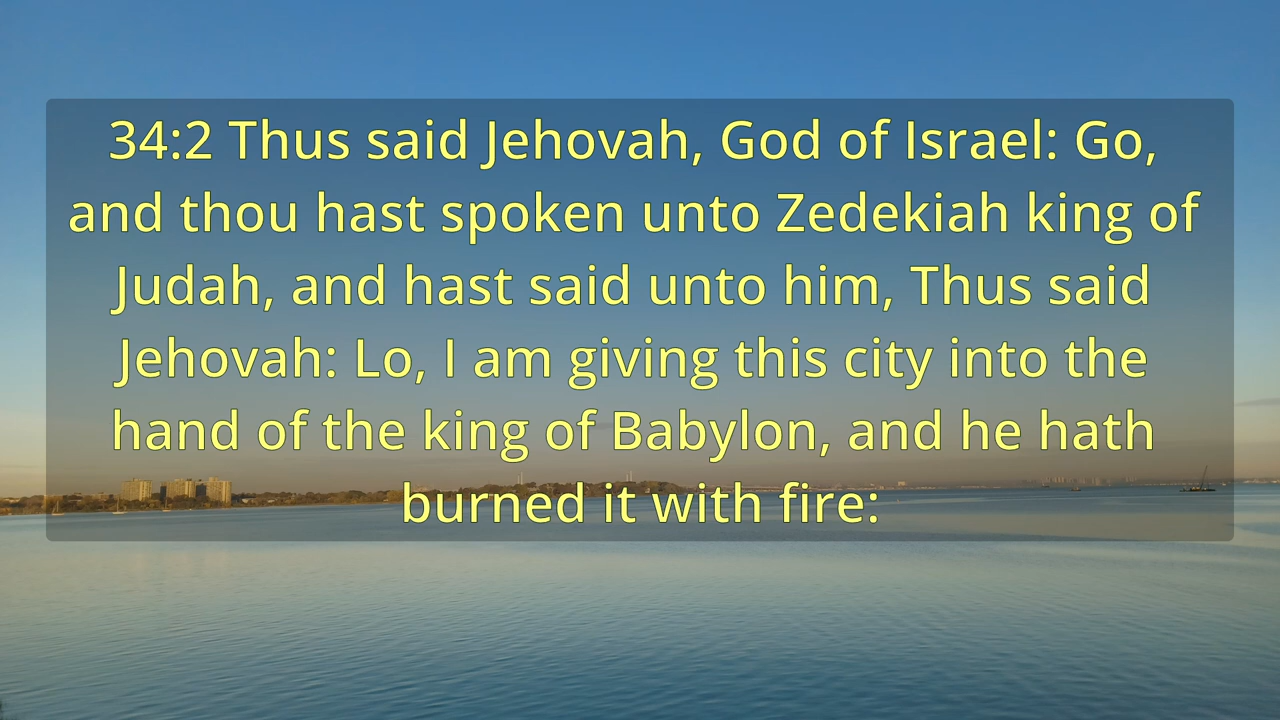 34:2 Thus said Jehovah, God of Israel: Go,
and thou hast spoken unto Zedekiah king of
Judah, and hast said unto him, Thus said
Jehovah: Lo, I am giving this city into the
hand of the king of Babylon, and he hath
burned it with fire: